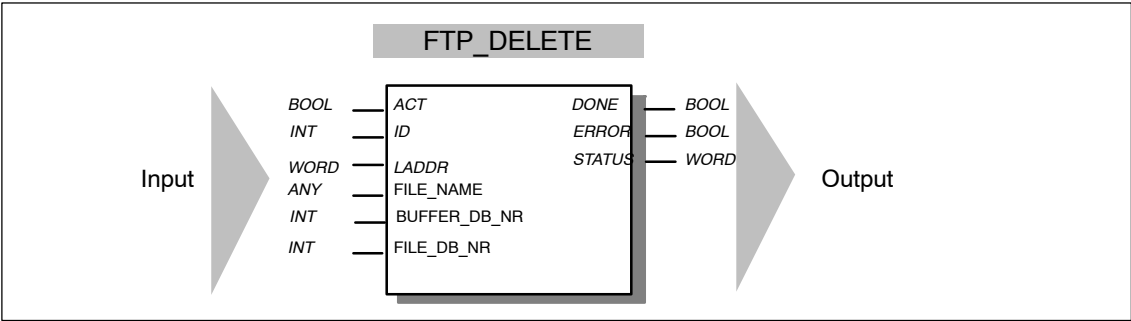 FTP_DELETE
BOOL ACT DONE BOOL
INT ID ERROR BOOL
WORD LADDR STATUS WORD
ANY FILE_NAME
Input Output
INT BUFFER_DB_NR
INT FILE_DB_NR